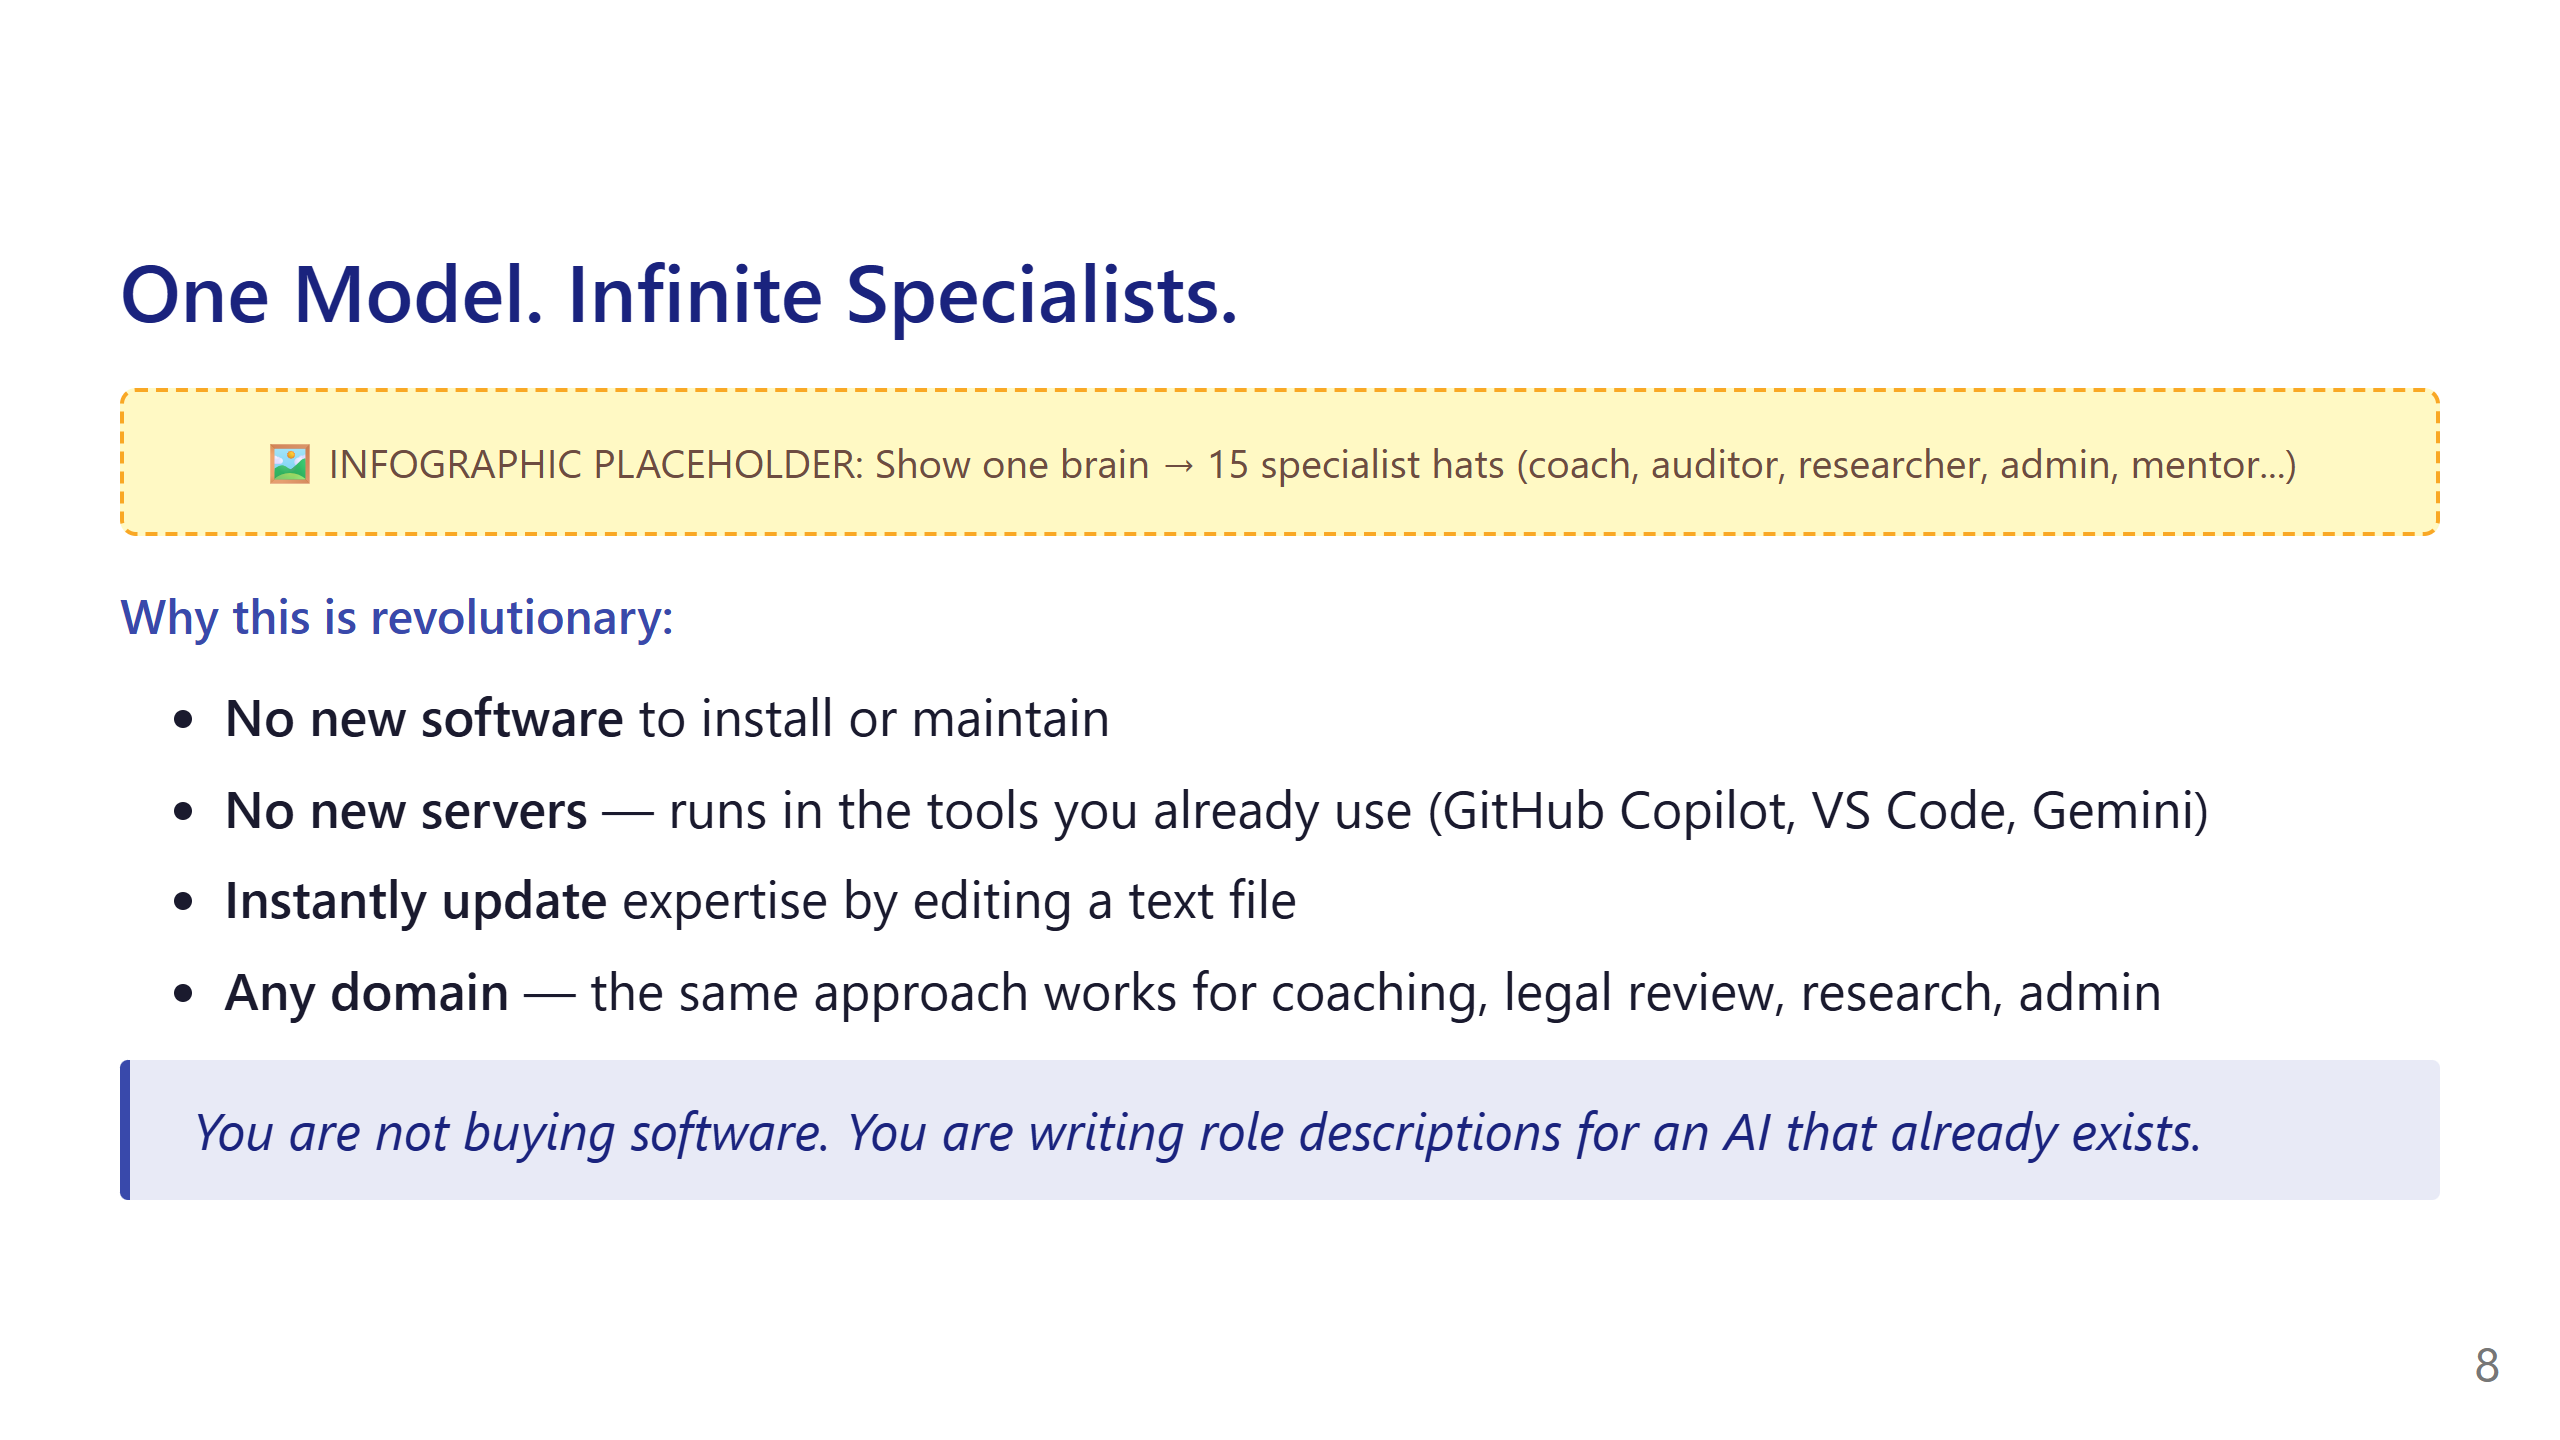 One Model. Infinite Specialists.
🖼️ INFOGRAPHIC PLACEHOLDER: Show one brain → 15 specialist hats (coach, auditor, researcher, admin, mentor...)
Why this is revolutionary:
• No new software to install or maintain
• No new servers — runs in the tools you already use (GitHub Copilot, VS Code, Gemini)
• Instantly update expertise by editing a text file
• Any domain — the same approach works for coaching, legal review, research, admin
You are not buying software. You are writing role descriptions for an AI that already exists.
8